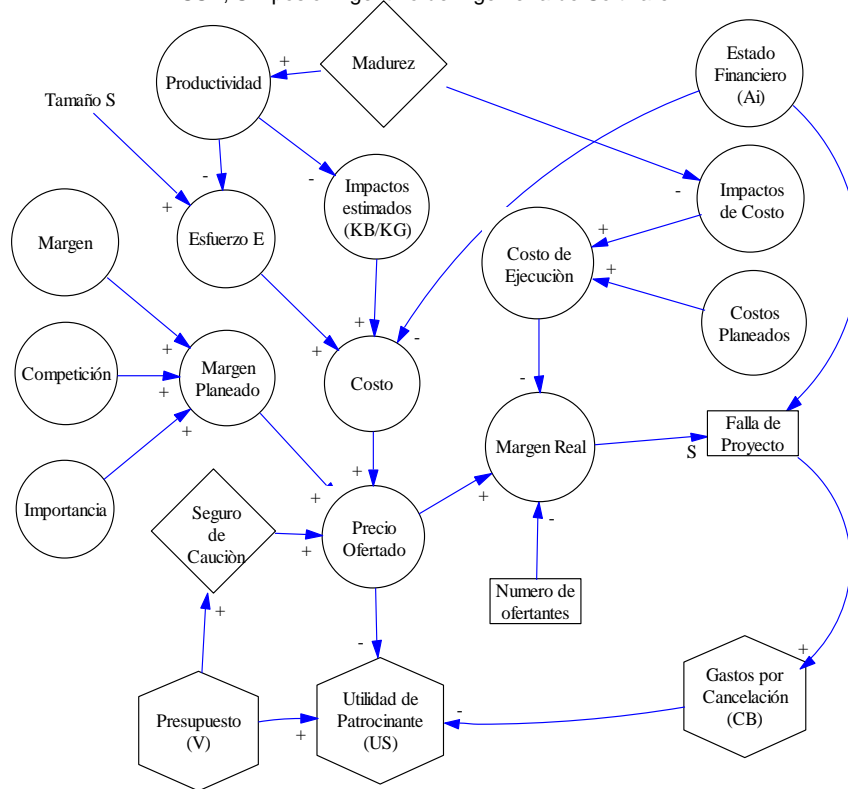 +
Productividad
Madurez
Estado
Financiero
(Ai)
Tamaño S
-
-
+
Impactos
estimados
(KB/KG)
-
Impactos
de Costo
Margen
Esfuerzo E
+
Costo de
Ejecuciòn
+
Costos
Planeados
+
+
+
-
Competición
+
Margen
Planeado
Costo
-
+
Falla de
Proyecto
Margen Real
S
Importancia
+
+
+
-
Seguro
de
Cauciòn
+
Precio
Ofertado
Numero de
ofertantes
+
-
+
Presupuesto
(V)
+
Utilidad de
Patrocinante
(US)
-
Gastos por
Cancelación
(CB)